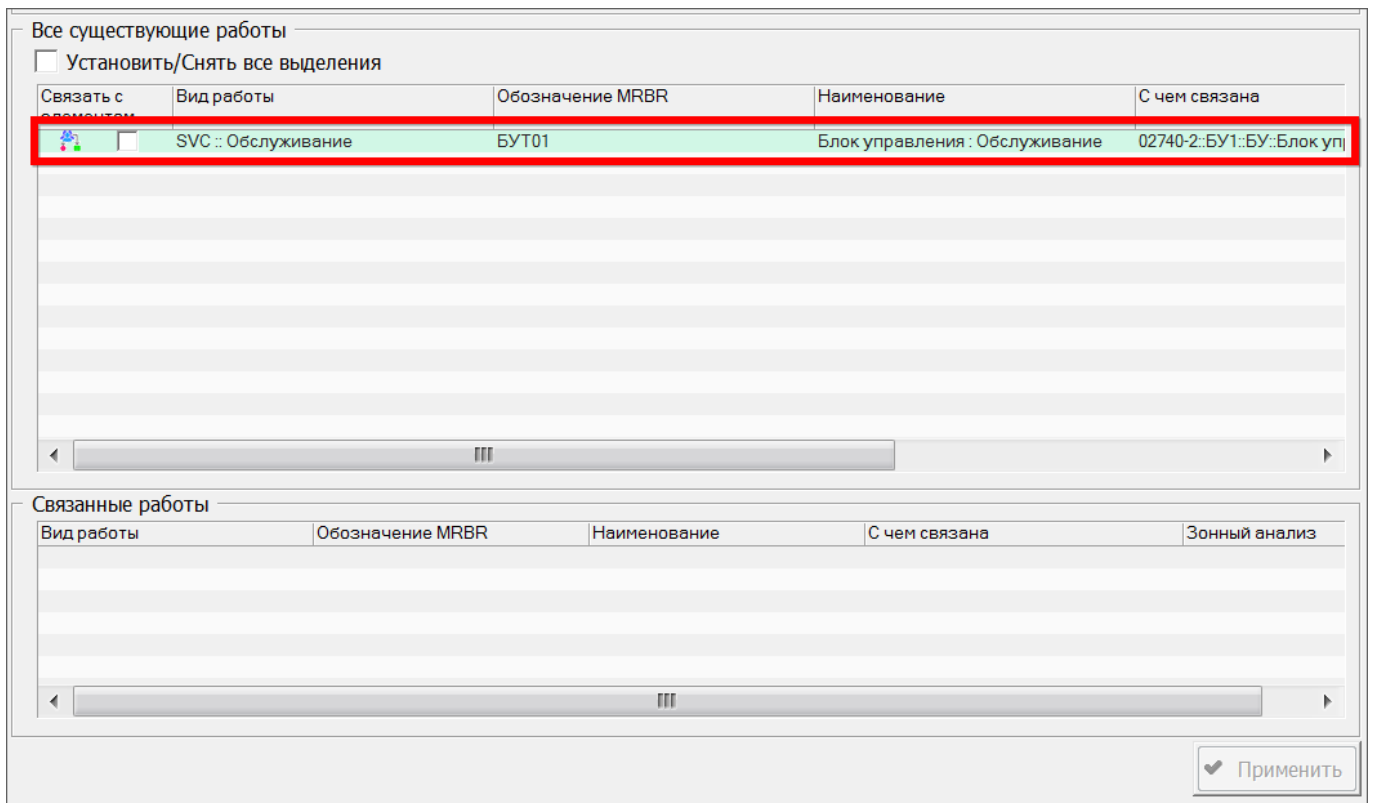 Все существующие работы
Установить/Снять все выделения
Связать с Вид работы Обозначение MRBR Наименование С чем связана
элементом
SVC :: Обслуживание БУТ01 Блок управления : Обслуживание 02740-2::БУ1::БУ::Блок упр
Связанные работы
Вид работы Обозначение MRBR Наименование С чем связана Зонный анализ
Применить